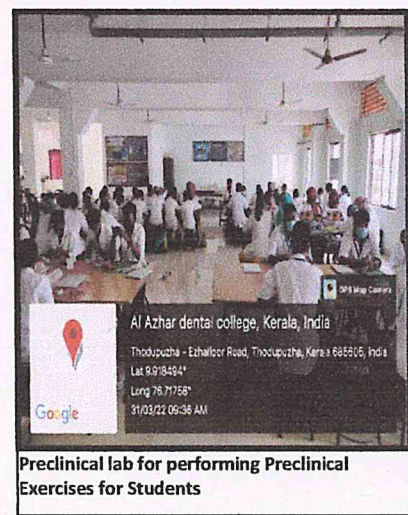 GPS Map Camera
Al Azhar dental college, Kerala, India
Thodupuzha - Ezhalloor Road, Thodupuzha, Kerala 685605, India
Lat 9.918494°
Long 76.71758°
31/03/22 09:36 AM
Google
Preclinical lab for performing Preclinical
Exercises for Students